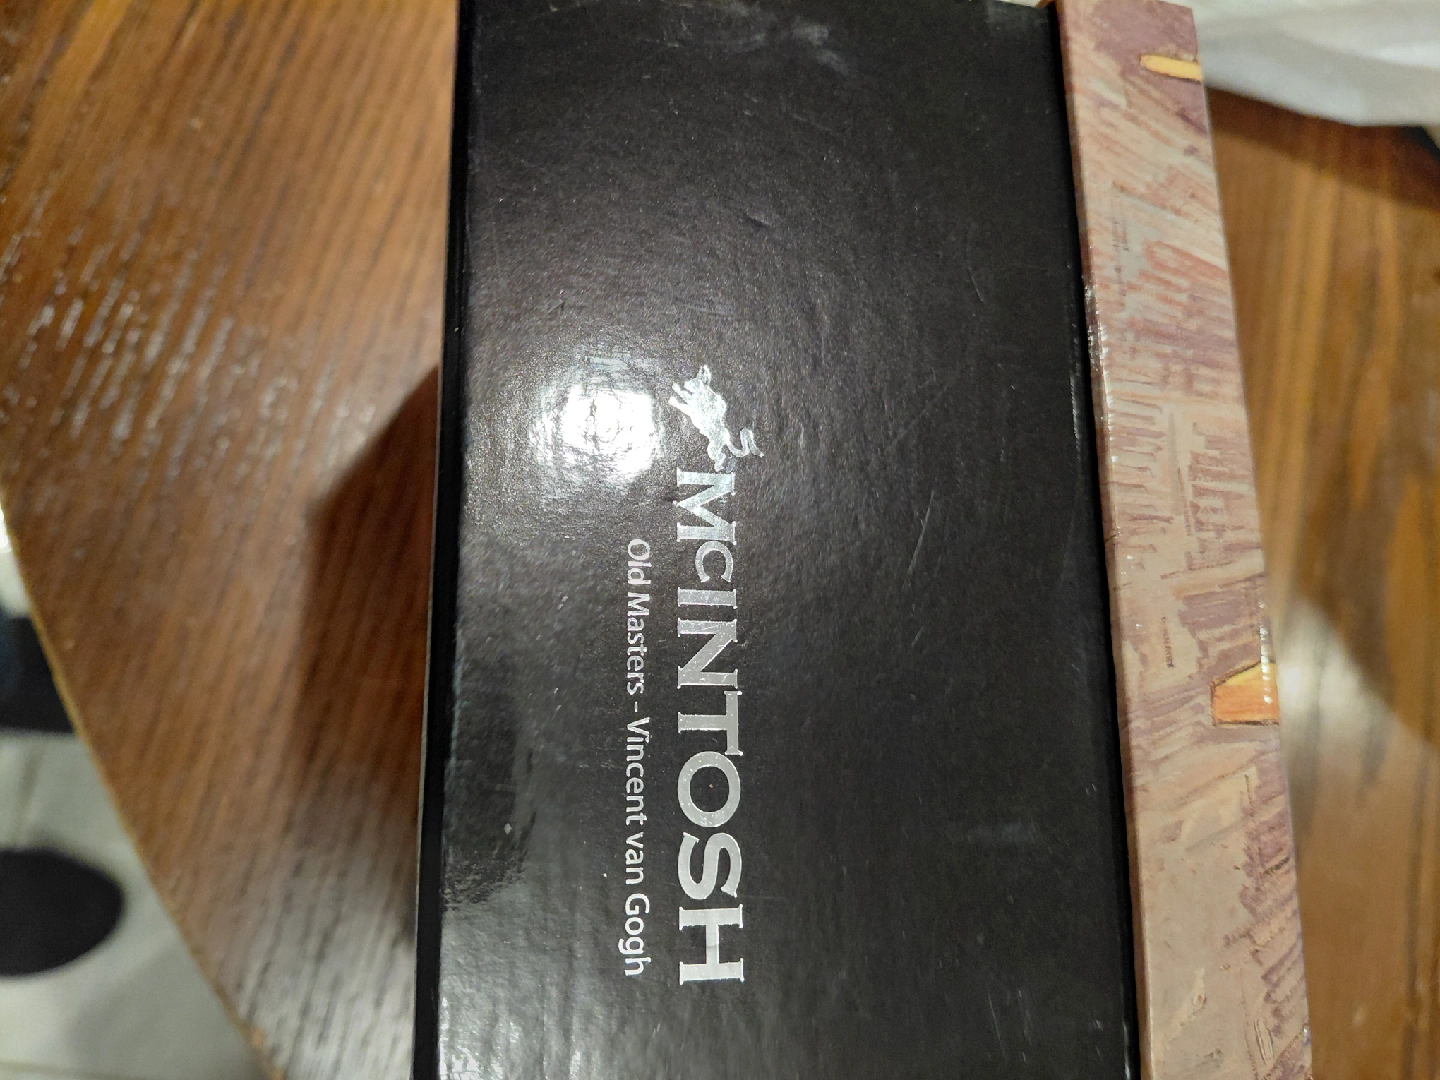 McINTOSH
Old Masters - Vincent van Gogh